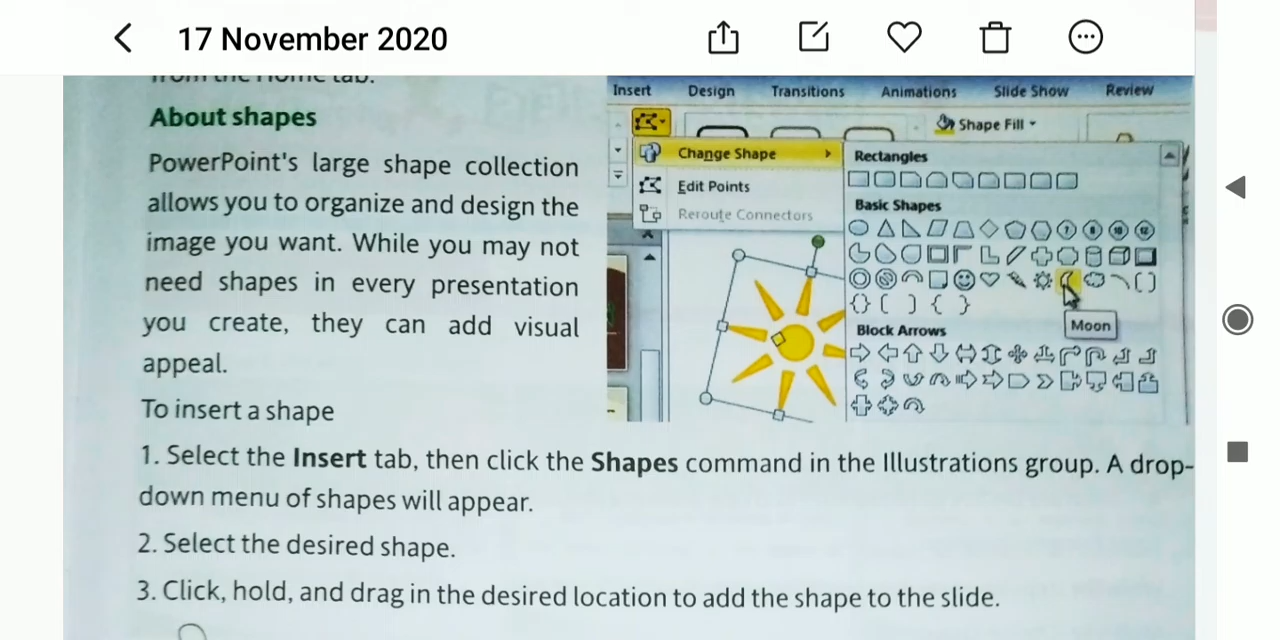 17 November 2020
from the Home tab.
About shapes
PowerPoint's large shape collection
allows you to organize and design the
image you want. While you may not
need shapes in every presentation
you create, they can add visual
appeal.
To insert a shape
1. Select the Insert tab, then click the Shapes command in the Illustrations group. A drop-
down menu of shapes will appear.
2. Select the desired shape.
3. Click, hold, and drag in the desired location to add the shape to the slide.
Insert Design Transitions Animations Slide Show Review
Shape Fill
Change Shape
Edit Points
Reroute Connectors
Rectangles
Basic Shapes
Moon
Block Arrows